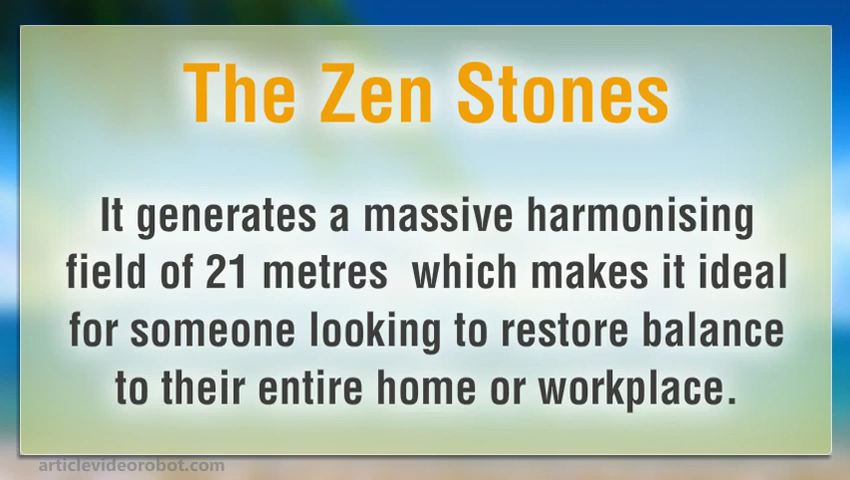 The Zen Stones
It generates a massive harmonising
field of 21 metres  which makes it ideal
for someone looking to restore balance
to their entire home or workplace.
articlevideorobot.com